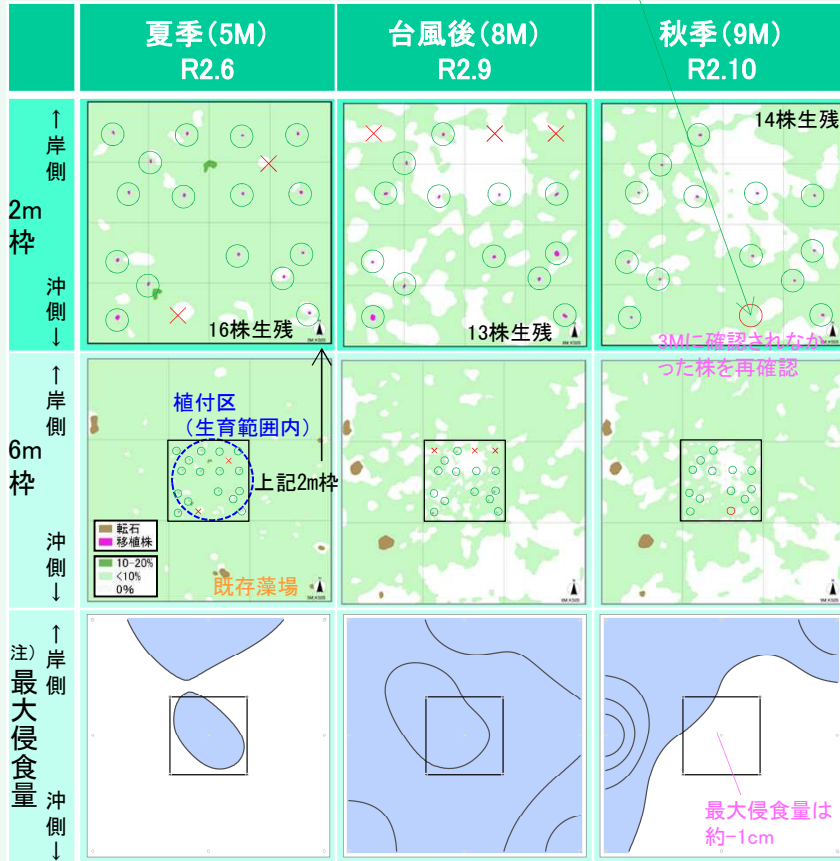 夏季(5M)
R2.6
台風後(8M)
R2.9
秋季(9M)
R2.10
2m
枠
↑
岸
側
沖
側
↓
16株生残
13株生残
14株生残
3Mに確認されなか
った株を再確認
6m
枠
↑
岸
側
沖
側
↓
植付区
(生育範囲内)
上記2m枠
転石
移植株
10-20%
<10%
0%
既存藻場
注)
最
大
侵
食
量
↑
岸
側
沖
側
↓
最大侵食量は
約-1cm